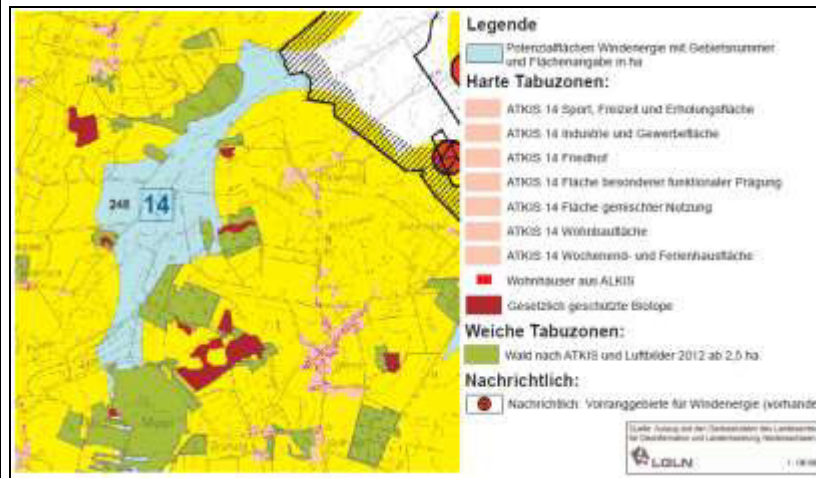 Legende
Potenzialflächen Windenergie mit Gebietsnummer
und Flächenangabe in ha
Harte Tabuzonen:
ATKIS 14 Sport, Freizeit und Erholungsfläche
ATKIS 14 Industrie und Gewerbefläche
ATKIS 14 Friedhof
ATKIS 14 Fläche besonderer funktionaler Prägung
ATKIS 14 Fläche gemischter Nutzung
ATKIS 14 Wohnbaufläche
ATKIS 14 Wochenend- und Ferienhausfläche
Wohnhäuser aus ALKIS
Gesetzlich geschützte Biotope
Weiche Tabuzonen:
Wald nach ATKIS und Luftbilder 2012 ab 2,5 ha
Nachrichtlich:
Nachrichtlich: Vorranggebiete für Windenergie (vorhande
LGLN
248 14
Moor